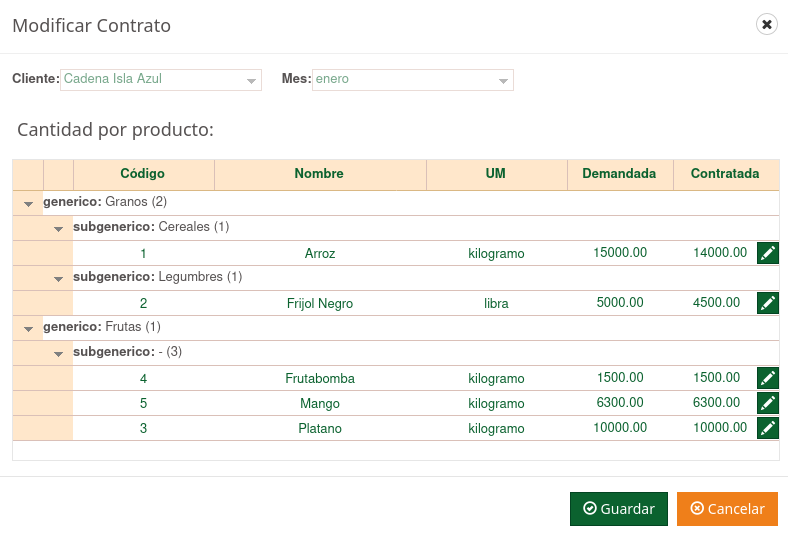 Modificar Contrato
Cliente: Cadena Isla Azul Mes: enero
Cantidad por producto:
Código Nombre UM Demandada Contratada
generico: Granos (2)
subgenerico: Cereales (1)
1 Arroz kilogramo 15000.00 14000.00
subgenerico: Legumbres (1)
2 Frijol Negro libra 5000.00 4500.00
generico: Frutas (1)
subgenerico: - (3)
4 Frutabomba kilogramo 1500.00 1500.00
5 Mango kilogramo 6300.00 6300.00
3 Platano kilogramo 10000.00 10000.00
Guardar Cancelar